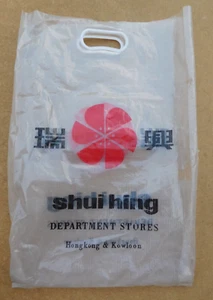 瑞興
shui hing
DEPARTMENT STORES
Hongkong & Kowloon